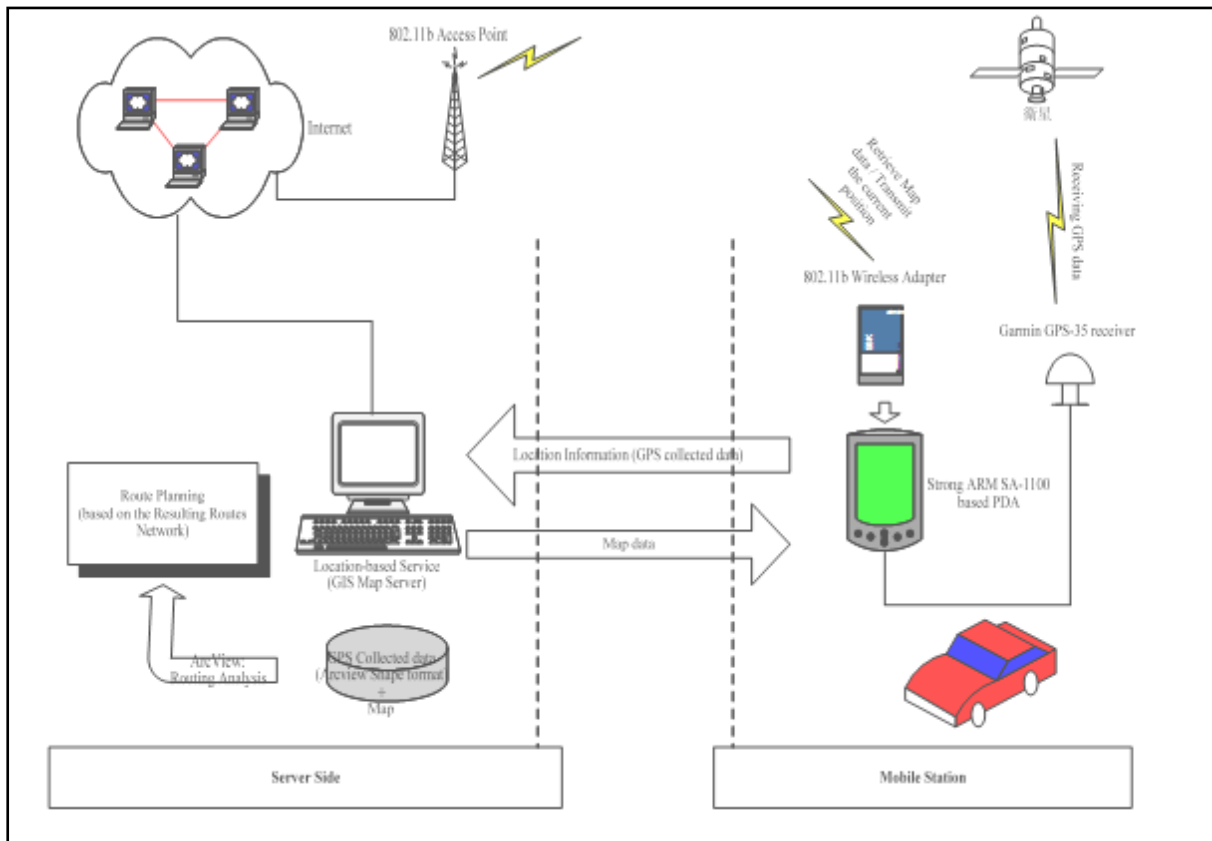 802.11b Access Point
Internet
衛星
Retrieve Map
data / Transmit
the current
position
Receiving GPS data
802.11b Wireless Adapter
Garmin GPS-35 receiver
Location Information (GPS collected data)
Strong ARM SA-1100
based PDA
Route Planning
(based on the Resulting Routes
Network)
Map data
Location-based Service
(GIS Map Server)
ArcView:
Routing Analysis
GPS Collected data
(Arcview Shape format
+
Map
Server Side
Mobile Station